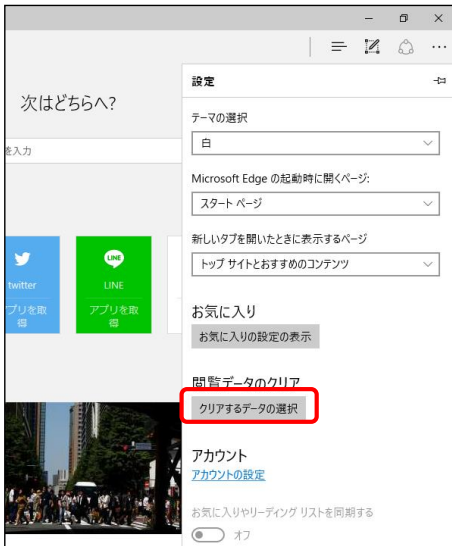 設定
次はどちらへ?
テーマの選択
白
を入力
Microsoft Edge の起動時に開くページ:
スタート ページ
新しいタブを開いたときに表示するページ
トップ サイトとおすすめのコンテンツ
twitter
アプリを取
得
LINE
LINE
アプリを取
得
お気に入り
お気に入りの設定の表示
閲覧データのクリア
クリアするデータの選択
アカウント
アカウントの設定
お気に入りやリーディング リストを同期する
オフ